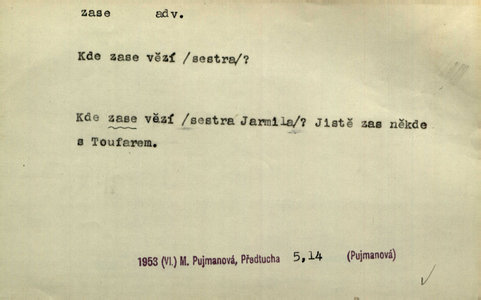 zase adv.
Kde zase vězí /sestra/?
Kde zase vězí /sestra Jarmila/? Jistě zas někde
s Toufarem.
1953 (VI.) M. Pujmanová, Předtucha 5,14 (Pujmanová)